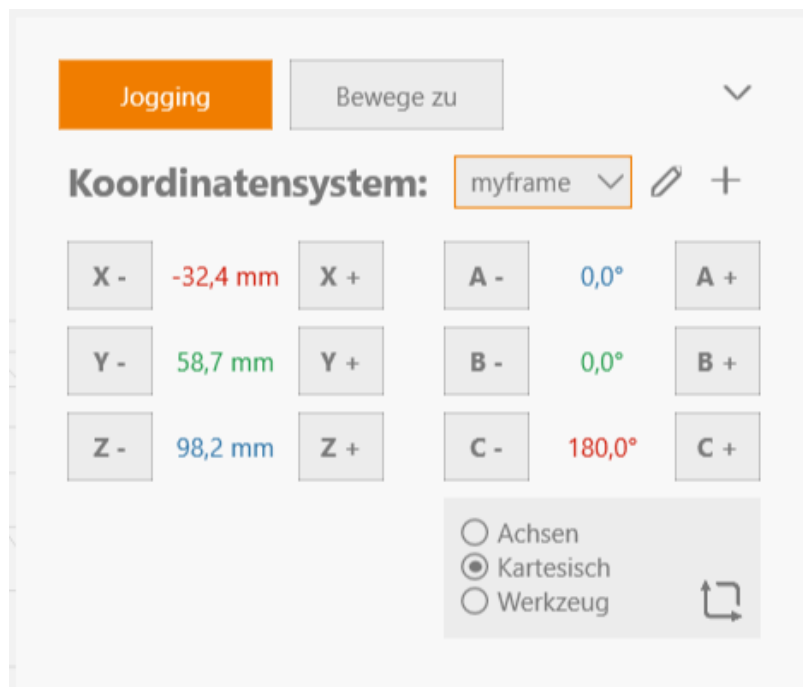 Jogging Bewege zu
Koordinatensystem: myframe
X - -32,4 mm X + A - 0,0° A +
Y - 58,7 mm Y + B - 0,0° B +
Z - 98,2 mm Z + C - 180,0° C +
Achsen
Kartesisch
Werkzeug